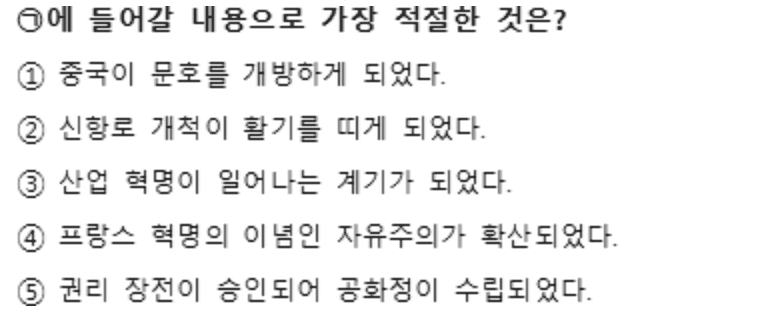 ㉠에 들어갈 내용으로 가장 적절한 것은?
① 중국이 문호를 개방하게 되었다.
② 신항로 개척이 활기를 띠게 되었다.
③ 산업 혁명이 일어나는 계기가 되었다.
④ 프랑스 혁명의 이념인 자유주의가 확산되었다.
⑤ 권리 장전이 승인되어 공화정이 수립되었다.